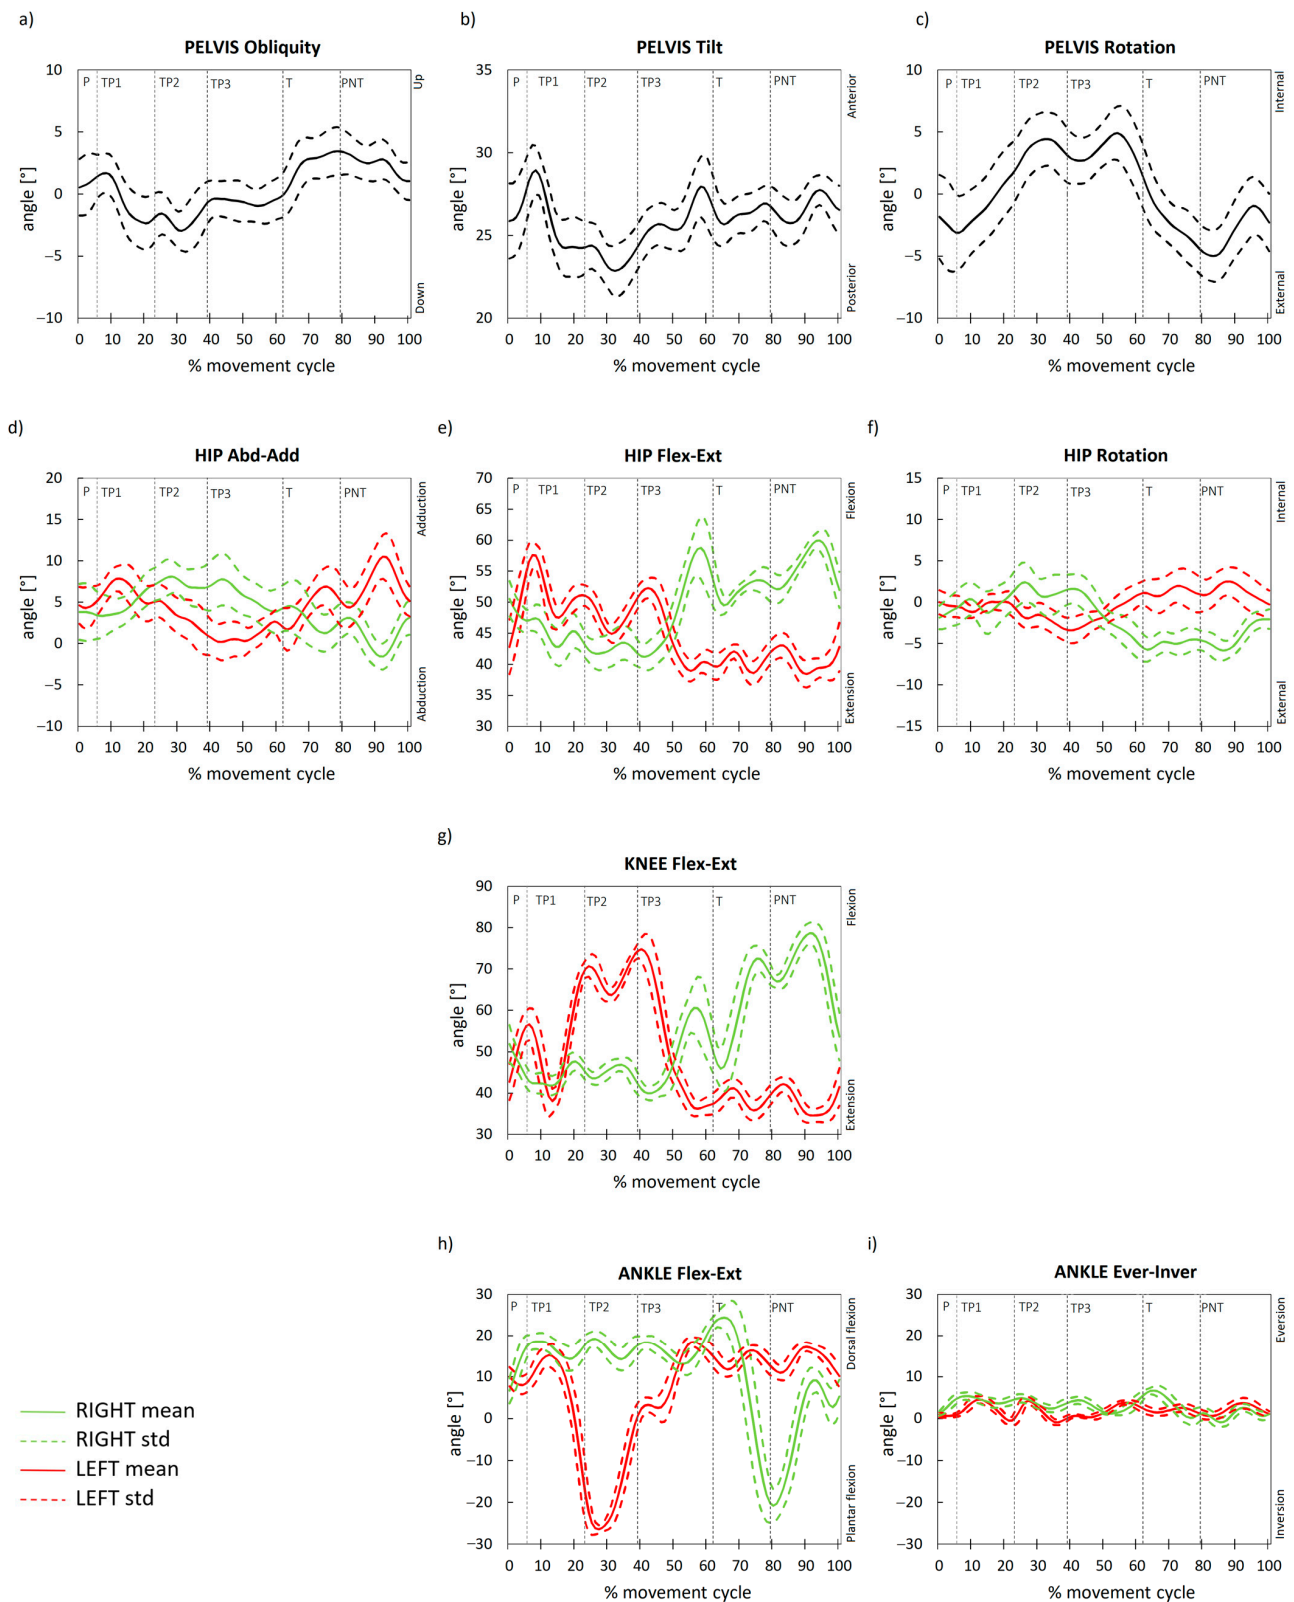 a)
PELVIS Obliquity
P TP1 TP2 TP3 T PNT
Up
Down
10
5
0
−5
−10
angle [°]
0 10 20 30 40 50 60 70 80 90 100
% movement cycle
b)
PELVIS Tilt
P TP1 TP2 TP3 T PNT
Anterior
Posterior
35
30
25
20
angle [°]
0 10 20 30 40 50 60 70 80 90 100
% movement cycle
c)
PELVIS Rotation
P TP1 TP2 TP3 T PNT
Internal
External
10
5
0
−5
−10
angle [°]
0 10 20 30 40 50 60 70 80 90 100
% movement cycle
d)
HIP Abd-Add
P TP1 TP2 TP3 T PNT
Adduction
Abduction
20
15
10
5
0
−5
−10
angle [°]
0 10 20 30 40 50 60 70 80 90 100
% movement cycle
e)
HIP Flex-Ext
P TP1 TP2 TP3 T PNT
Flexion
Extension
70
65
60
55
50
45
40
35
30
angle [°]
0 10 20 30 40 50 60 70 80 90 100
% movement cycle
f)
HIP Rotation
P TP1 TP2 TP3 T PNT
Internal
External
15
10
5
0
−5
−10
−15
angle [°]
0 10 20 30 40 50 60 70 80 90 100
% movement cycle
g)
KNEE Flex-Ext
P TP1 TP2 TP3 T PNT
Flexion
Extension
90
80
70
60
50
40
30
angle [°]
0 10 20 30 40 50 60 70 80 90 100
% movement cycle
h)
ANKLE Flex-Ext
P TP1 TP2 TP3 T PNT
Dorsal flexion
Plantar flexion
30
20
10
0
−10
−20
−30
angle [°]
0 10 20 30 40 50 60 70 80 90 100
% movement cycle
i)
ANKLE Ever-Inver
P TP1 TP2 TP3 T PNT
Eversion
Inversion
30
20
10
0
−10
−20
−30
angle [°]
0 10 20 30 40 50 60 70 80 90 100
% movement cycle
RIGHT mean
RIGHT std
LEFT mean
LEFT std